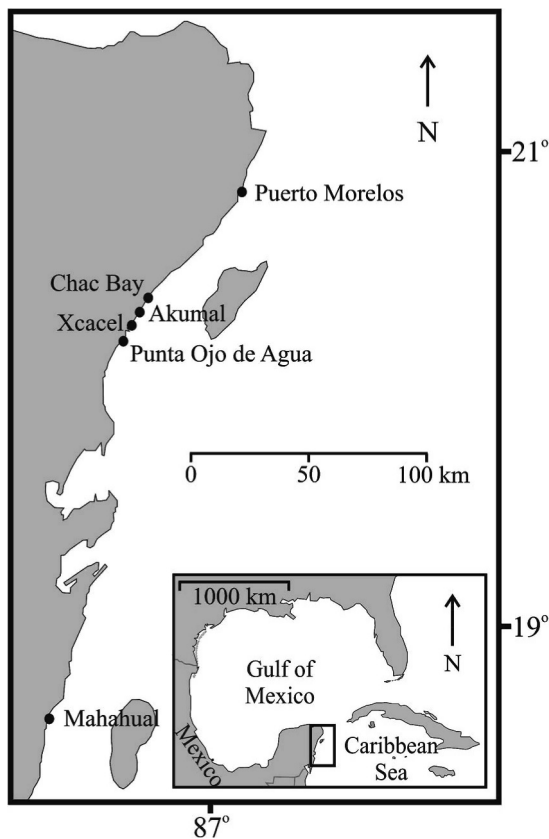 N
21°
Puerto Morelos
Chac Bay
Akumal
Xcacel
Punta Ojo de Agua
0 50 100 km
1000 km
N
19°
Gulf of
Mexico
Mexico
Caribbean
Sea
Mahahual
87°